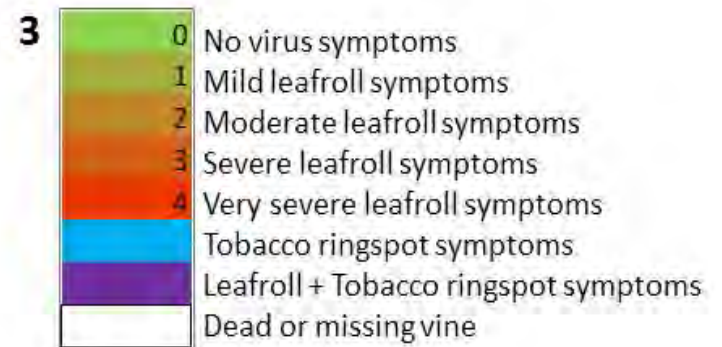 3
0 No virus symptoms
1 Mild leafroll symptoms
2 Moderate leafroll symptoms
3 Severe leafroll symptoms
4 Very severe leafroll symptoms
Tobacco ringspot symptoms
Leafroll + Tobacco ringspot symptoms
Dead or missing vine